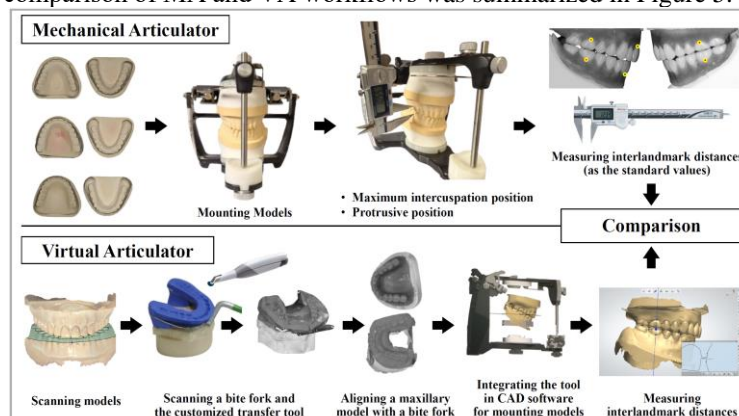 comparison of MA and VA workflows was summarized in Figure 3.
Mechanical Articulator
Mounting Models
• Maximum intercuspation position
• Protrusive position
Measuring interlandmark distances
(as the standard values)
Comparison
Virtual Articulator
Scanning models
Scanning a bite fork and
the customized transfer tool
Aligning a maxillary
model with a bite fork
Integrating the tool
in CAD software
for mounting models
Measuring
interlandmark distances